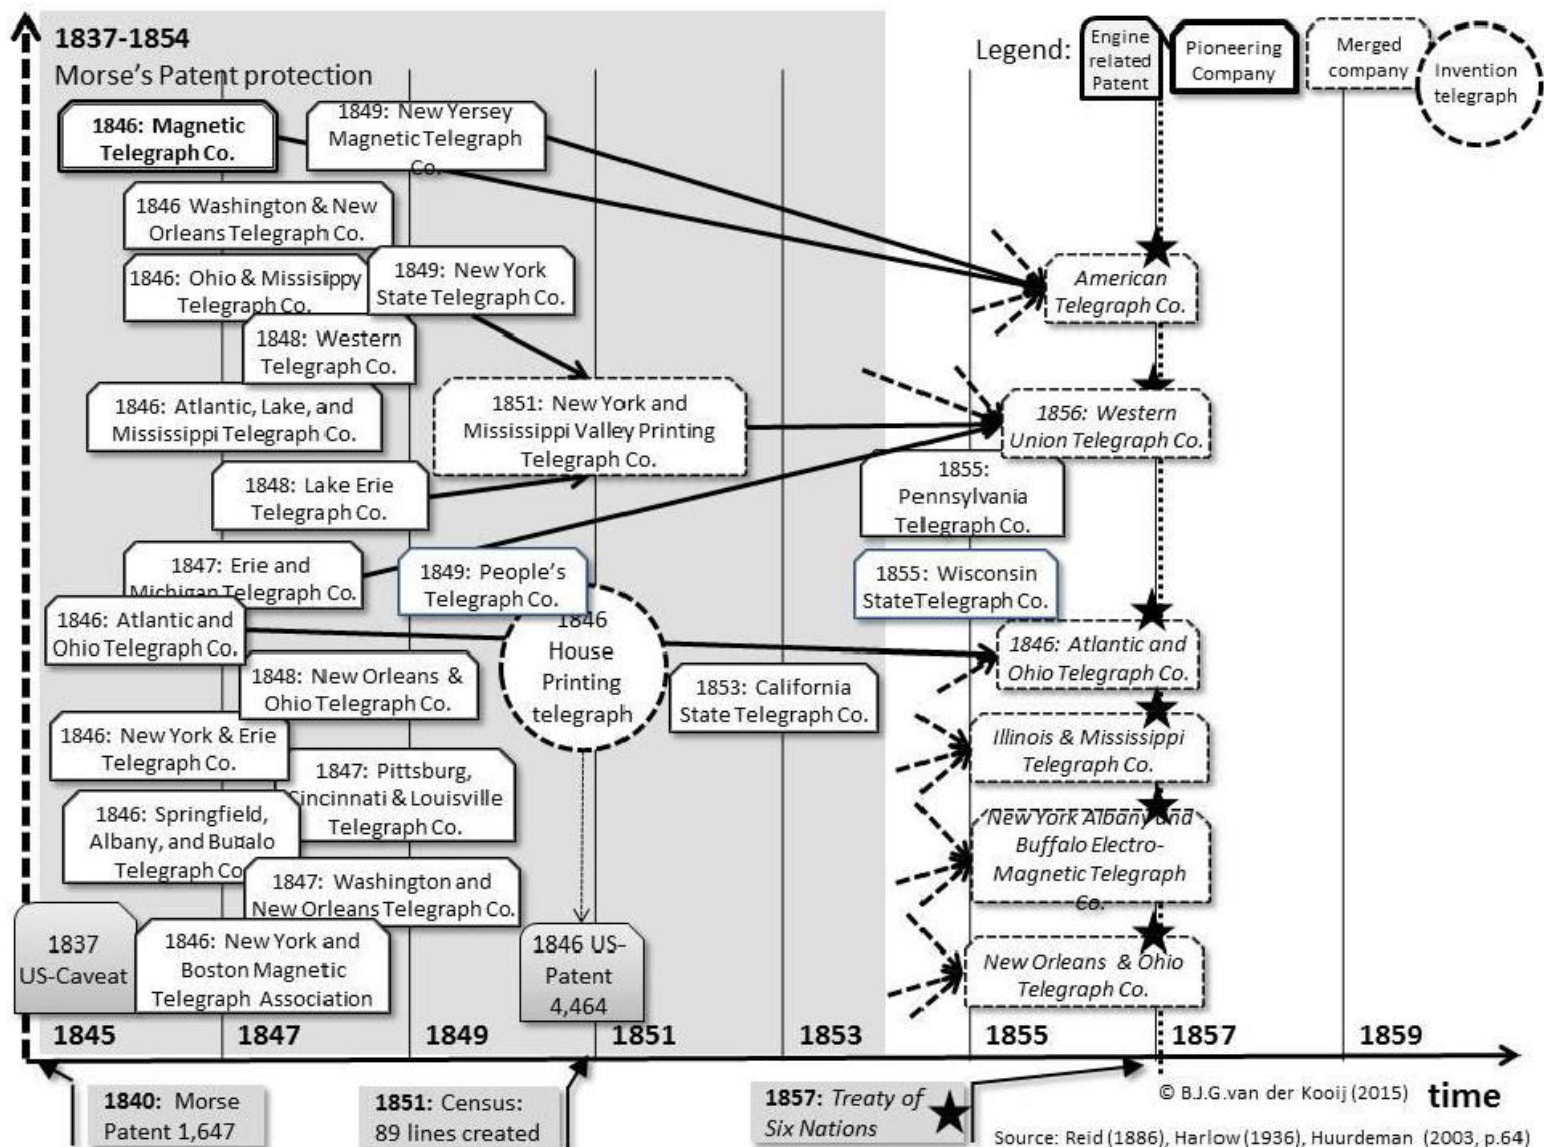 1837-1854
Morse's Patent protection
Legend:
Engine
related
Patent
Pioneering
Company
Merged
company
Invention
telegraph
1846: Magnetic
Telegraph Co.
1849: New Yersey
Magnetic Telegraph
Co.
1846 Washington & New
Orleans Telegraph Co.
1846: Ohio & Missisippy
Telegraph Co.
1849: New York
State Telegraph Co.
American
Telegraph Co.
1848: Western
Telegraph Co.
1846: Atlantic, Lake, and
Mississippi Telegraph Co.
1851: New York and
Mississippi Valley Printing
Telegraph Co.
1856: Western
Union Telegraph Co.
1848: Lake Erie
Telegraph Co.
1855:
Pennsylvania
Tellegraph Co.
1847: Erie and
Michigan Telegraph Co.
1849: People's
Telegraph Co.
1855: Wisconsin
StateTelegraph Co.
1846: Atlantic and
Ohio Telegraph Co.
1846
House
Printing
telegraph
1846: Atlantic and
Ohio Telegraph Co.
1848: New Orleans &
Ohio Telegraph Co.
1853: California
State Telegraph Co.
1846: New York & Erie
Telegraph Co.
Illinois & Mississippi
Telegraph Co.
1847: Pittsburg,
Cincinnati & Louisville
Telegraph Co.
1846: Springfield,
Albany, and Buffalo
Telegraph Co
New York Albany and
Buffalo Electro-
Magnetic Telegraph
Co.
1847: Washington and
New Orleans Telegraph Co.
1837
US-Caveat
1846: New York and
Boston Magnetic
Telegraph Association
1846 US-
Patent
4,464
New Orleans & Ohio
Telegraph Co.
1845 1847 1849 1851 1853 1855 1857 1859
1840: Morse
Patent 1,647
1851: Census:
89 lines created
1857: Treaty of
Six Nations
© B.J.G.van der Kooij (2015)
time
Source: Reid (1886), Harlow (1936), Huurdeman (2003, p.64)